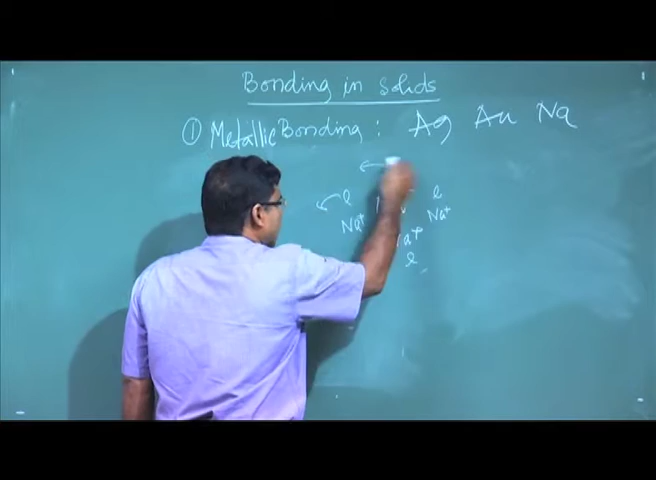 Bonding in solids
① Metallic Bonding : Ag Au Na
e e
Na⁺ Na⁺
e